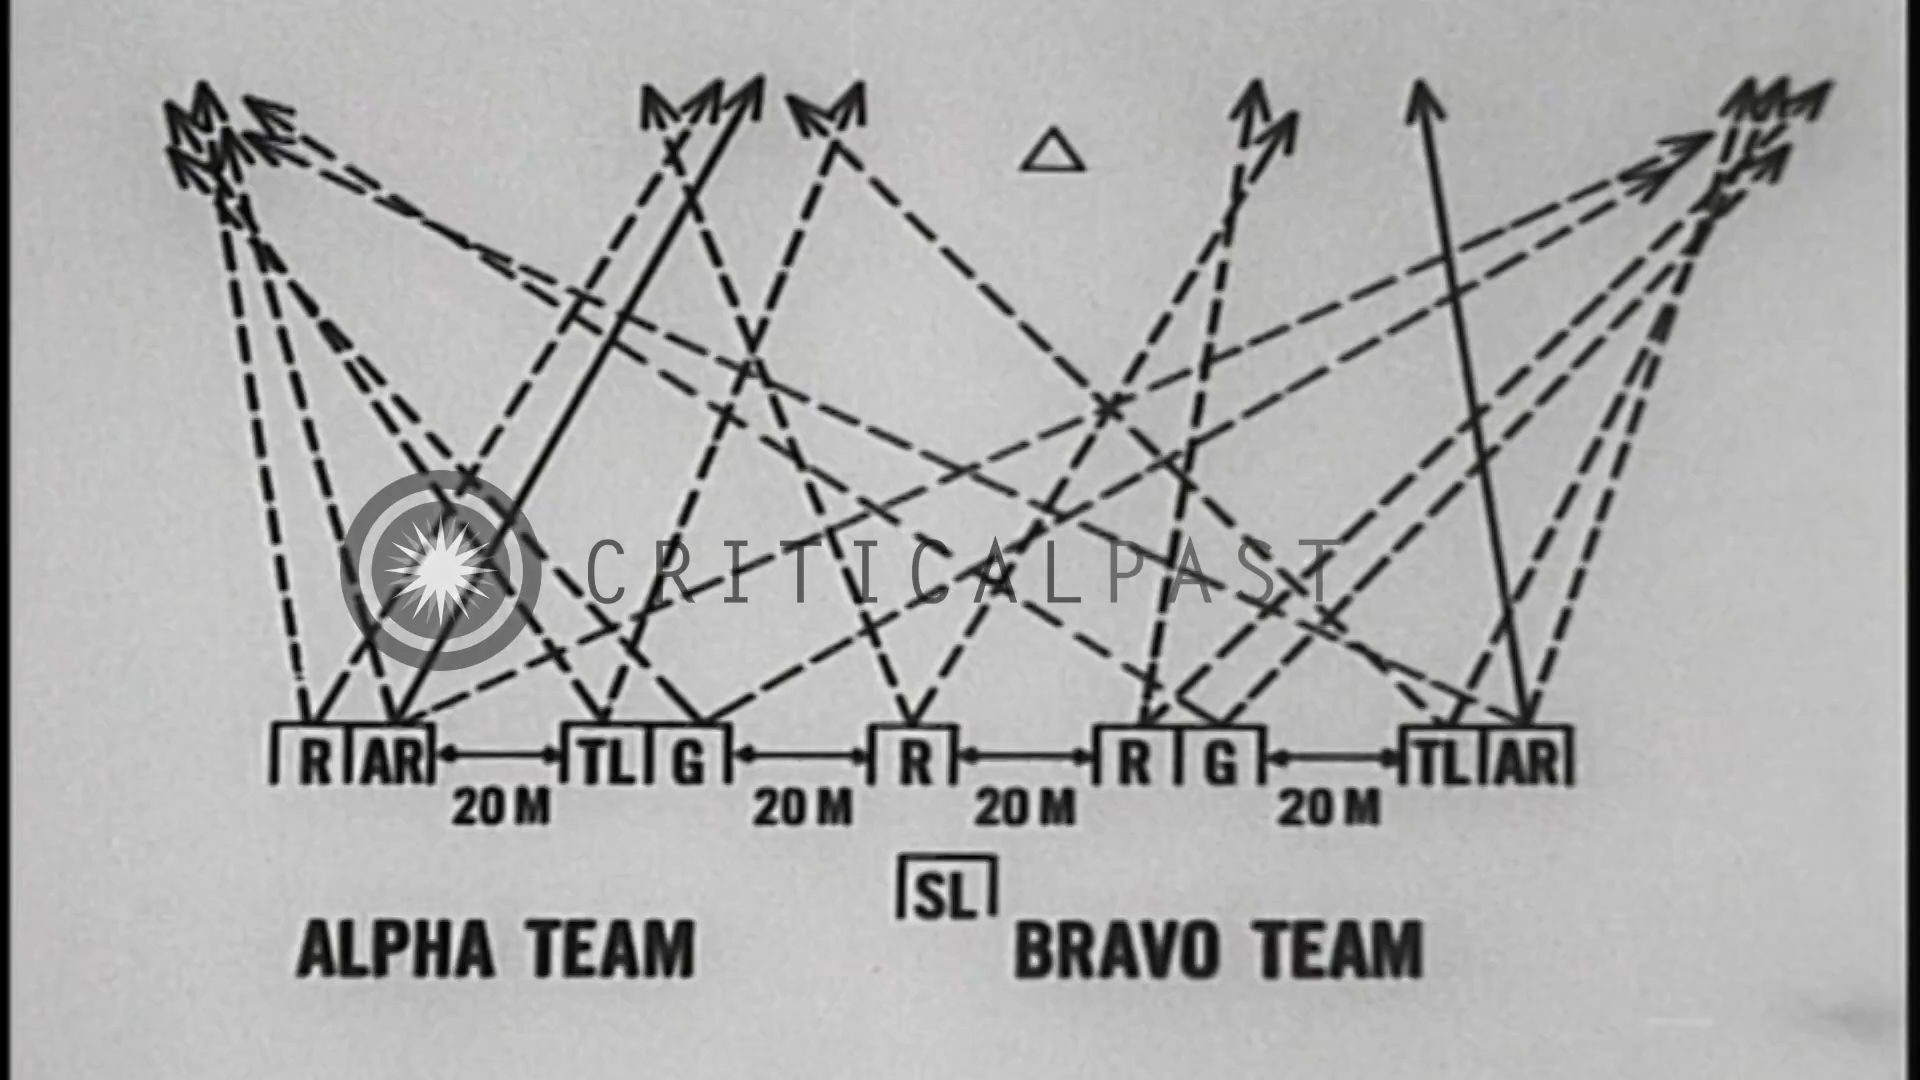 CRITICALPAST
R AR TL G R R G TL AR
20 M 20 M 20 M 20 M
SL
ALPHA TEAM BRAVO TEAM